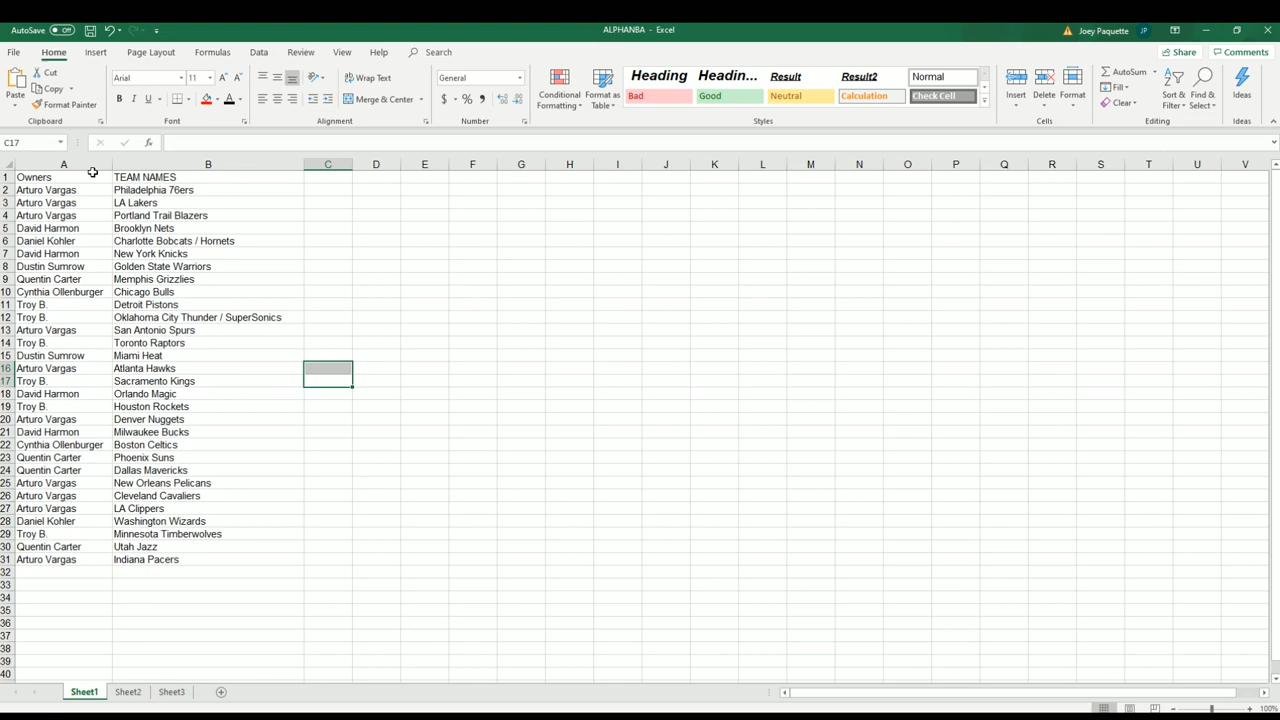 AutoSave Off ALPHANBA – Excel Joey Paquette JP
File Home Insert Page Layout Formulas Data Review View Help Search Share Comments
Paste Cut Copy Format Painter Clipboard
Arial 11 A A B I U A Font
Wrap Text Merge & Center Alignment
General $ % Number
Conditional Formatting Format as Table
Heading Headin... Result Result2 Normal
Bad Good Neutral Calculation Check Cell
Styles
Insert Delete Format Cells
AutoSum Fill Clear Sort & Filter Find & Select Editing
Ideas Ideas
C17 fx
A B C D E F G H I J K L M N O P Q R S T U V
1 Owners TEAM NAMES
2 Arturo Vargas Philadelphia 76ers
3 Arturo Vargas LA Lakers
4 Arturo Vargas Portland Trail Blazers
5 David Harmon Brooklyn Nets
6 Daniel Kohler Charlotte Bobcats / Hornets
7 David Harmon New York Knicks
8 Dustin Sumrow Golden State Warriors
9 Quentin Carter Memphis Grizzlies
10 Cynthia Ollenburger Chicago Bulls
11 Troy B. Detroit Pistons
12 Troy B. Oklahoma City Thunder / SuperSonics
13 Arturo Vargas San Antonio Spurs
14 Troy B. Toronto Raptors
15 Dustin Sumrow Miami Heat
16 Arturo Vargas Atlanta Hawks
17 Troy B. Sacramento Kings
18 David Harmon Orlando Magic
19 Troy B. Houston Rockets
20 Arturo Vargas Denver Nuggets
21 David Harmon Milwaukee Bucks
22 Cynthia Ollenburger Boston Celtics
23 Quentin Carter Phoenix Suns
24 Quentin Carter Dallas Mavericks
25 Arturo Vargas New Orleans Pelicans
26 Arturo Vargas Cleveland Cavaliers
27 Arturo Vargas LA Clippers
28 Daniel Kohler Washington Wizards
29 Troy B. Minnesota Timberwolves
30 Quentin Carter Utah Jazz
31 Arturo Vargas Indiana Pacers
32
33
34
35
36
37
38
39
40
Sheet1 Sheet2 Sheet3
100%